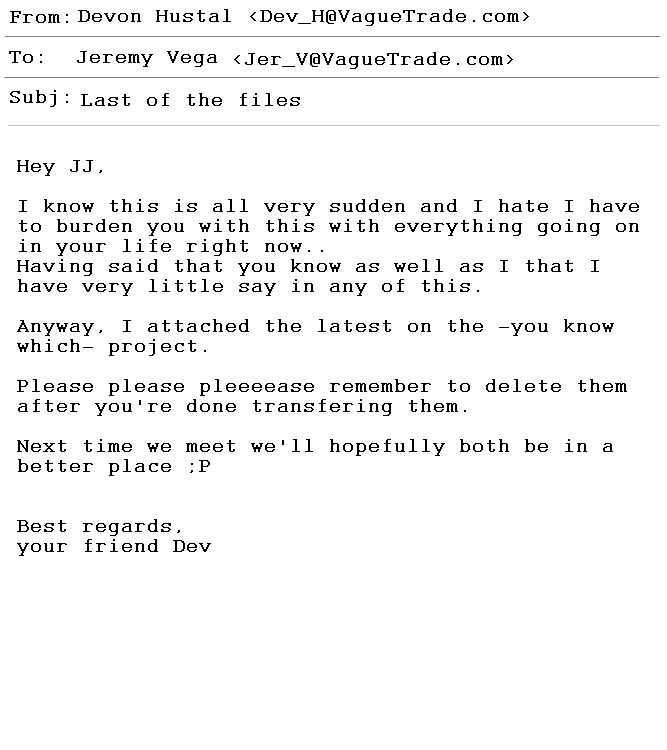 From: Devon Hustal <Dev_H@VagueTrade.com>
To: Jeremy Vega <Jer_V@VagueTrade.com>
Subj: Last of the files
Hey JJ,
I know this is all very sudden and I hate I have
to burden you with this with everything going on
in your life right now..
Having said that you know as well as I that I
have very little say in any of this.
Anyway, I attached the latest on the -you know
which- project.
Please please pleeeease remember to delete them
after you're done transfering them.
Next time we meet we'll hopefully both be in a
better place ;P
Best regards,
your friend Dev